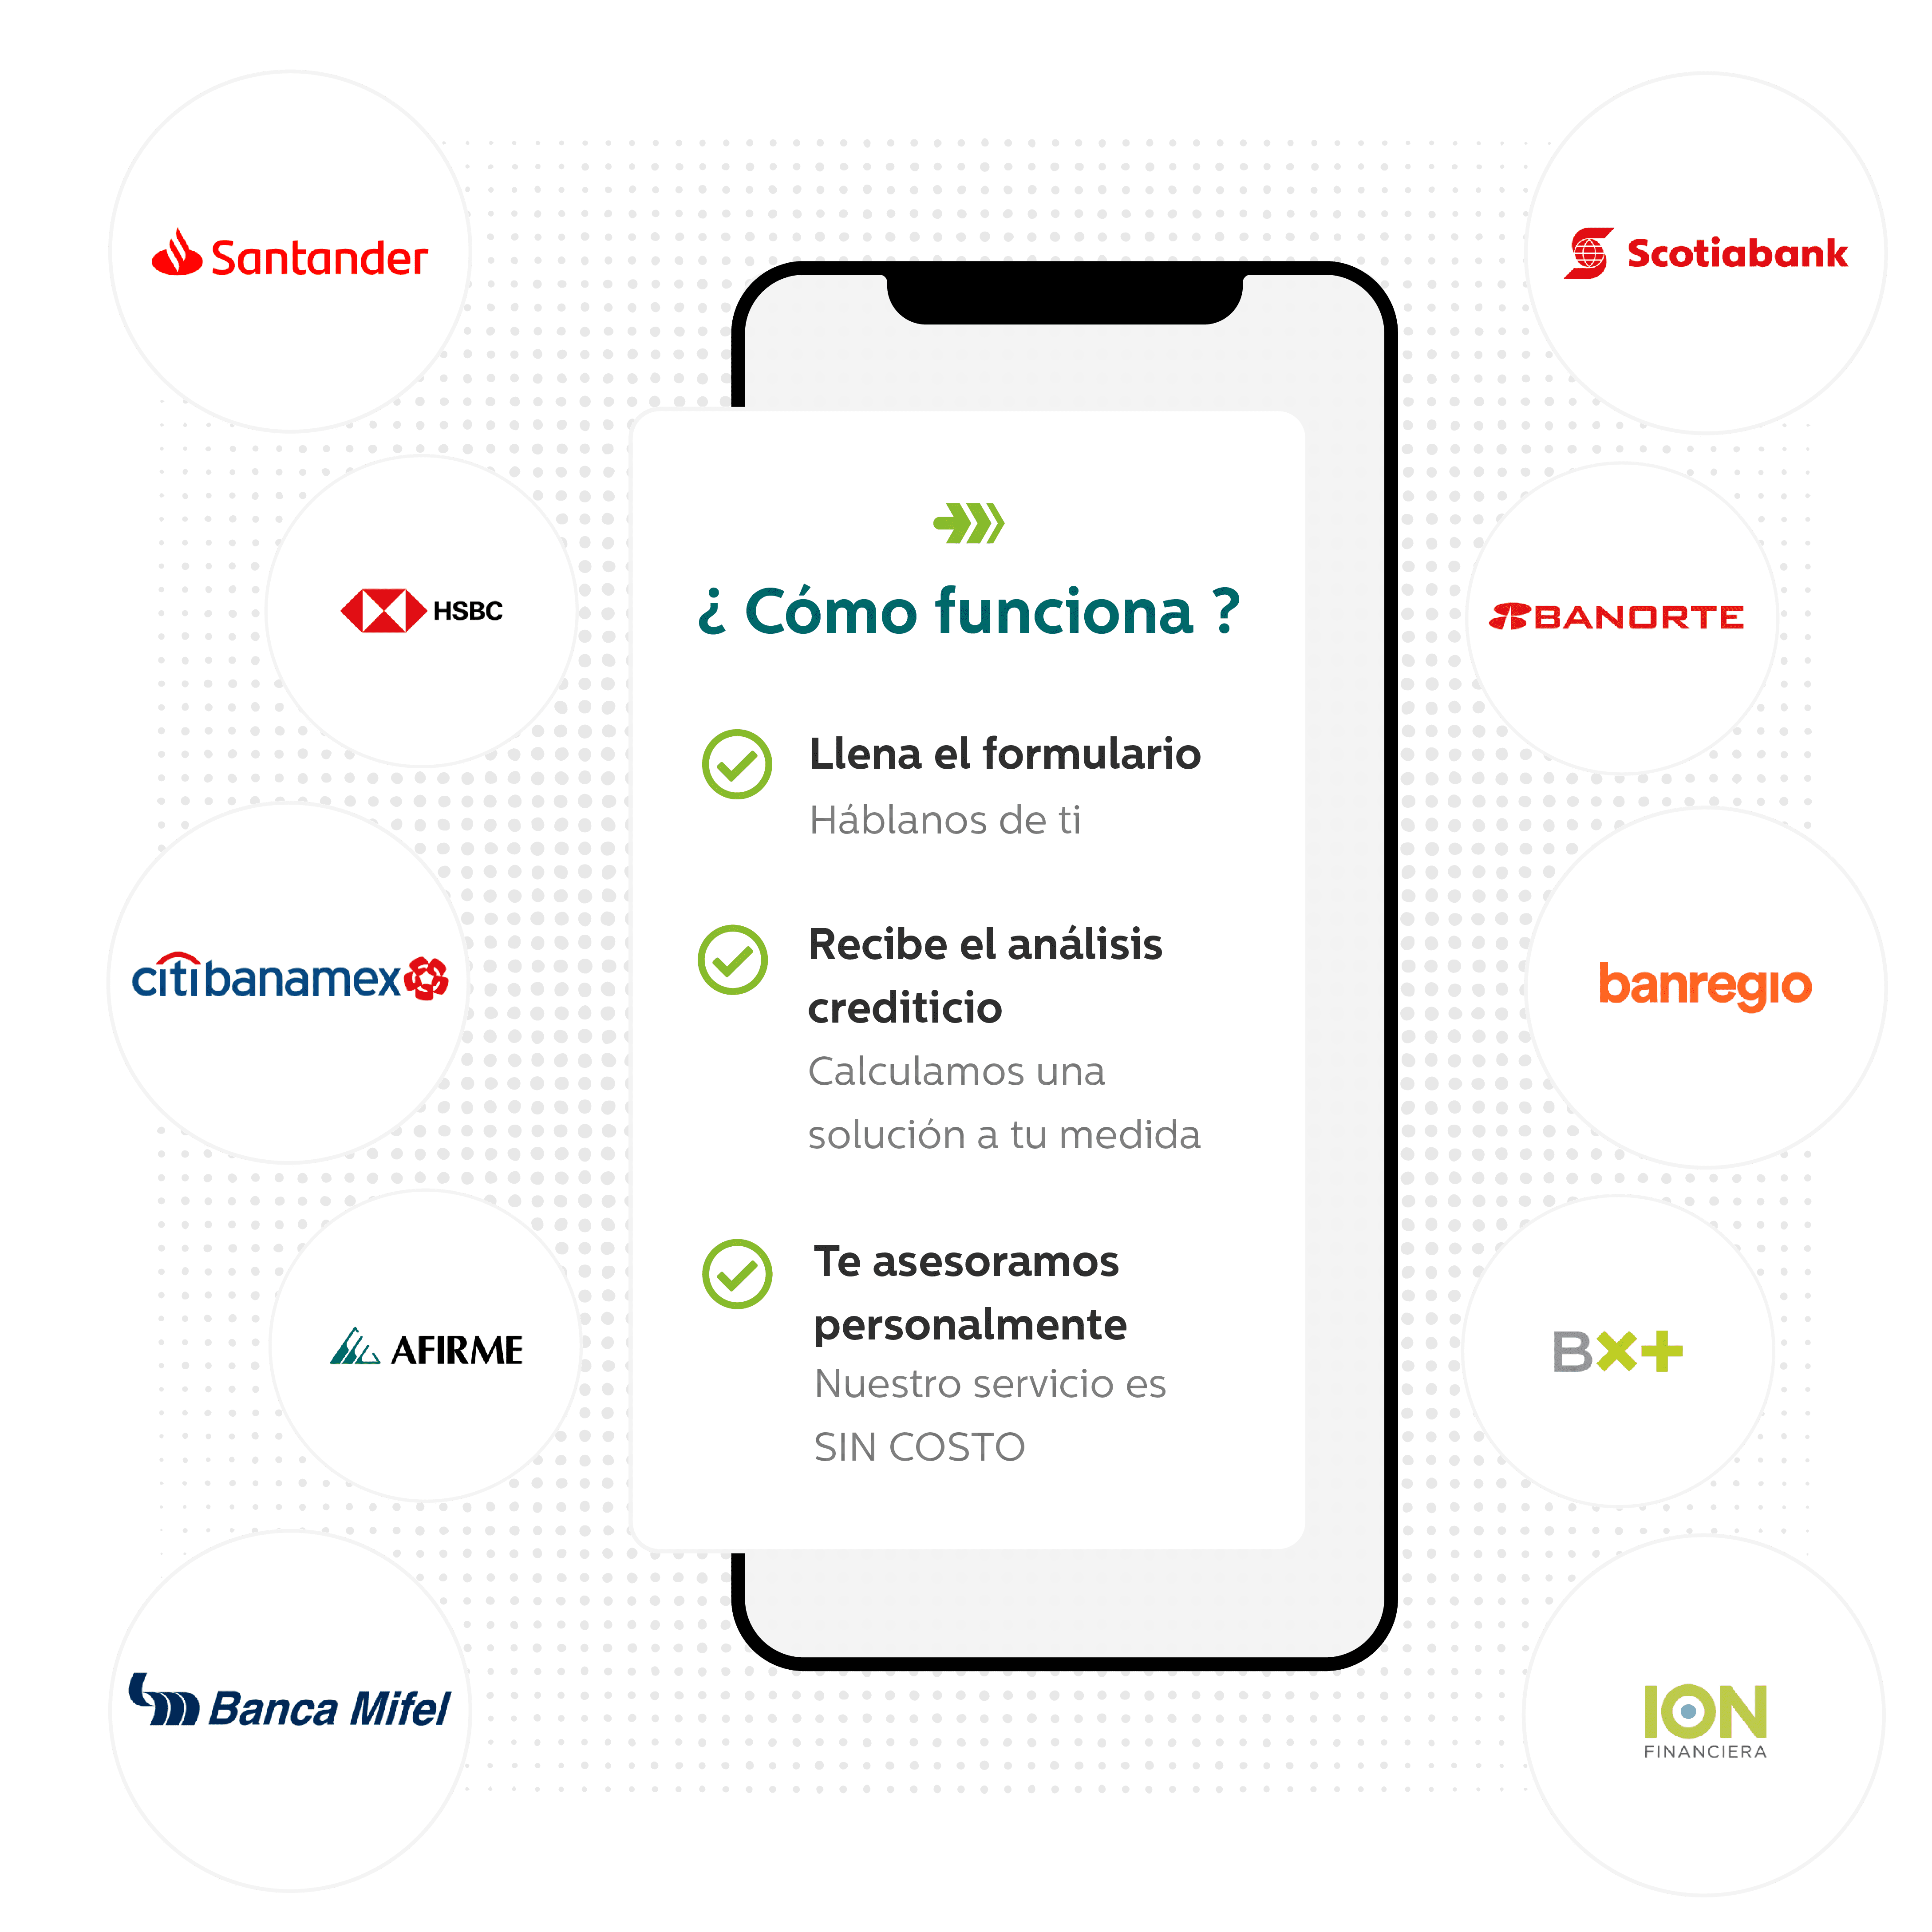 Santander
HSBC
citibanamex
AFIRME
Banca Mifel
¿ Cómo funciona ?
Llena el formulario
Háblanos de ti
Recibe el análisis
crediticio
Calculamos una
solución a tu medida
Te asesoramos
personalmente
Nuestro servicio es
SIN COSTO
Scotiabank
BANORTE
banregio
BX+
ION
FINANCIERA